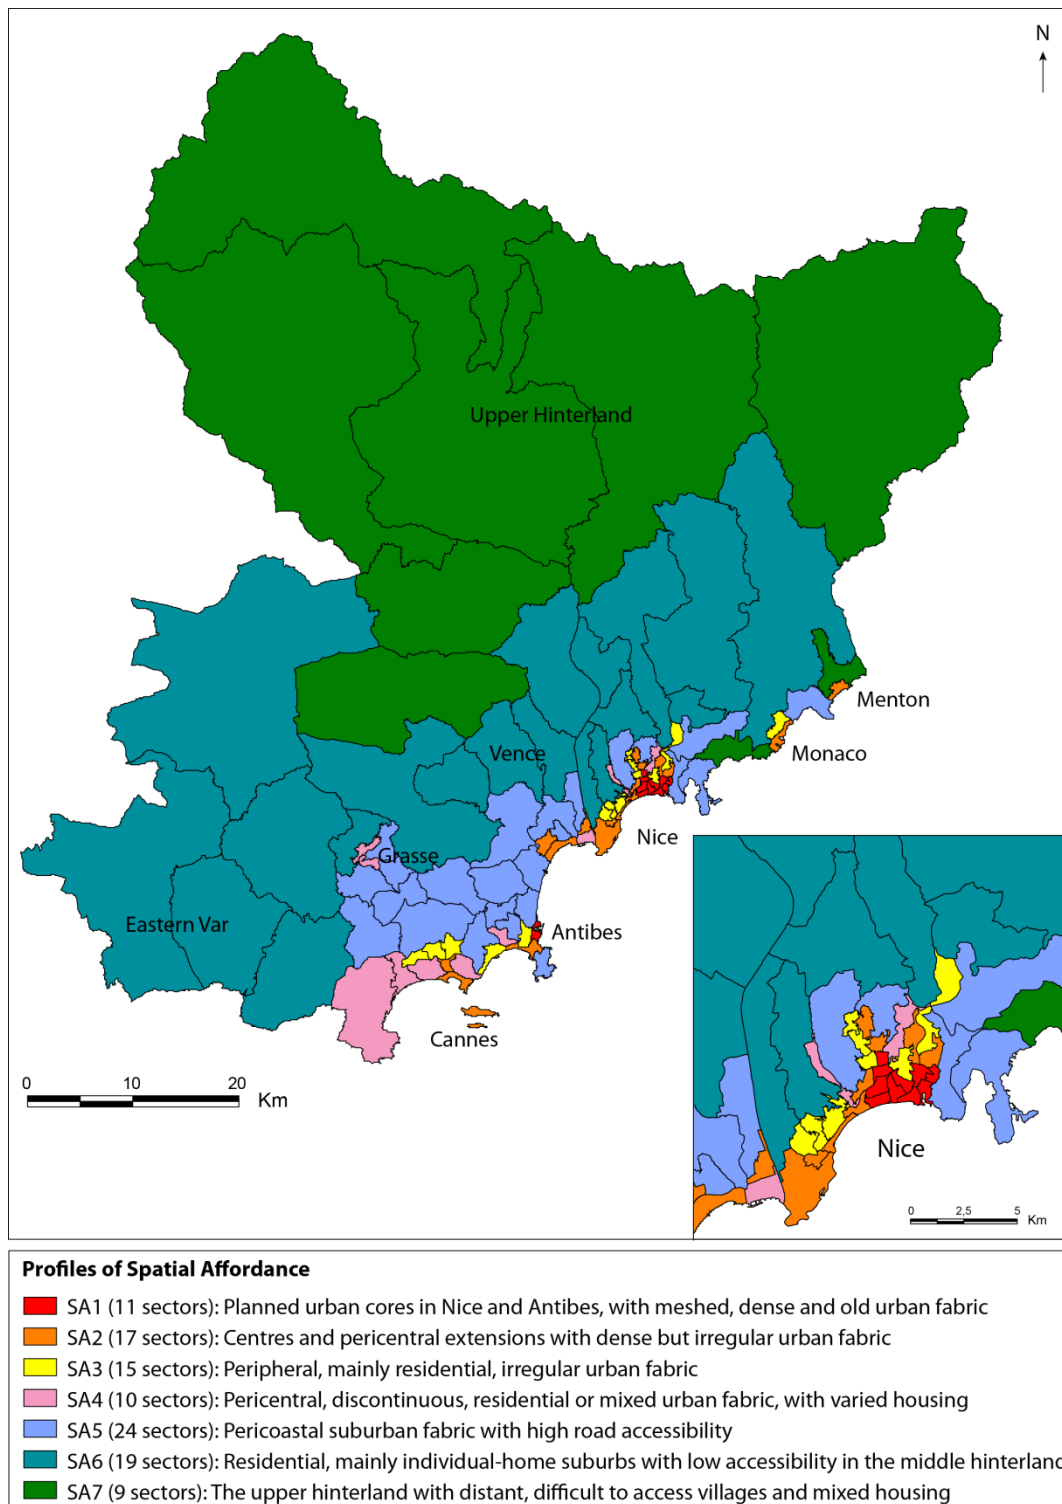 N
Upper Hinterland
Menton
Vence
Monaco
Nice
Grasse
Eastern Var
Antibes
Cannes
0 10 20
Km
Nice
0 2,5 5
Km
Profiles of Spatial Affordance
SA1 (11 sectors): Planned urban cores in Nice and Antibes, with meshed, dense and old urban fabric
SA2 (17 sectors): Centres and pericentral extensions with dense but irregular urban fabric
SA3 (15 sectors): Peripheral, mainly residential, irregular urban fabric
SA4 (10 sectors): Pericentral, discontinuous, residential or mixed urban fabric, with varied housing
SA5 (24 sectors): Pericoastal suburban fabric with high road accessibility
SA6 (19 sectors): Residential, mainly individual-home suburbs with low accessibility in the middle hinterland
SA7 (9 sectors): The upper hinterland with distant, difficult to access villages and mixed housing